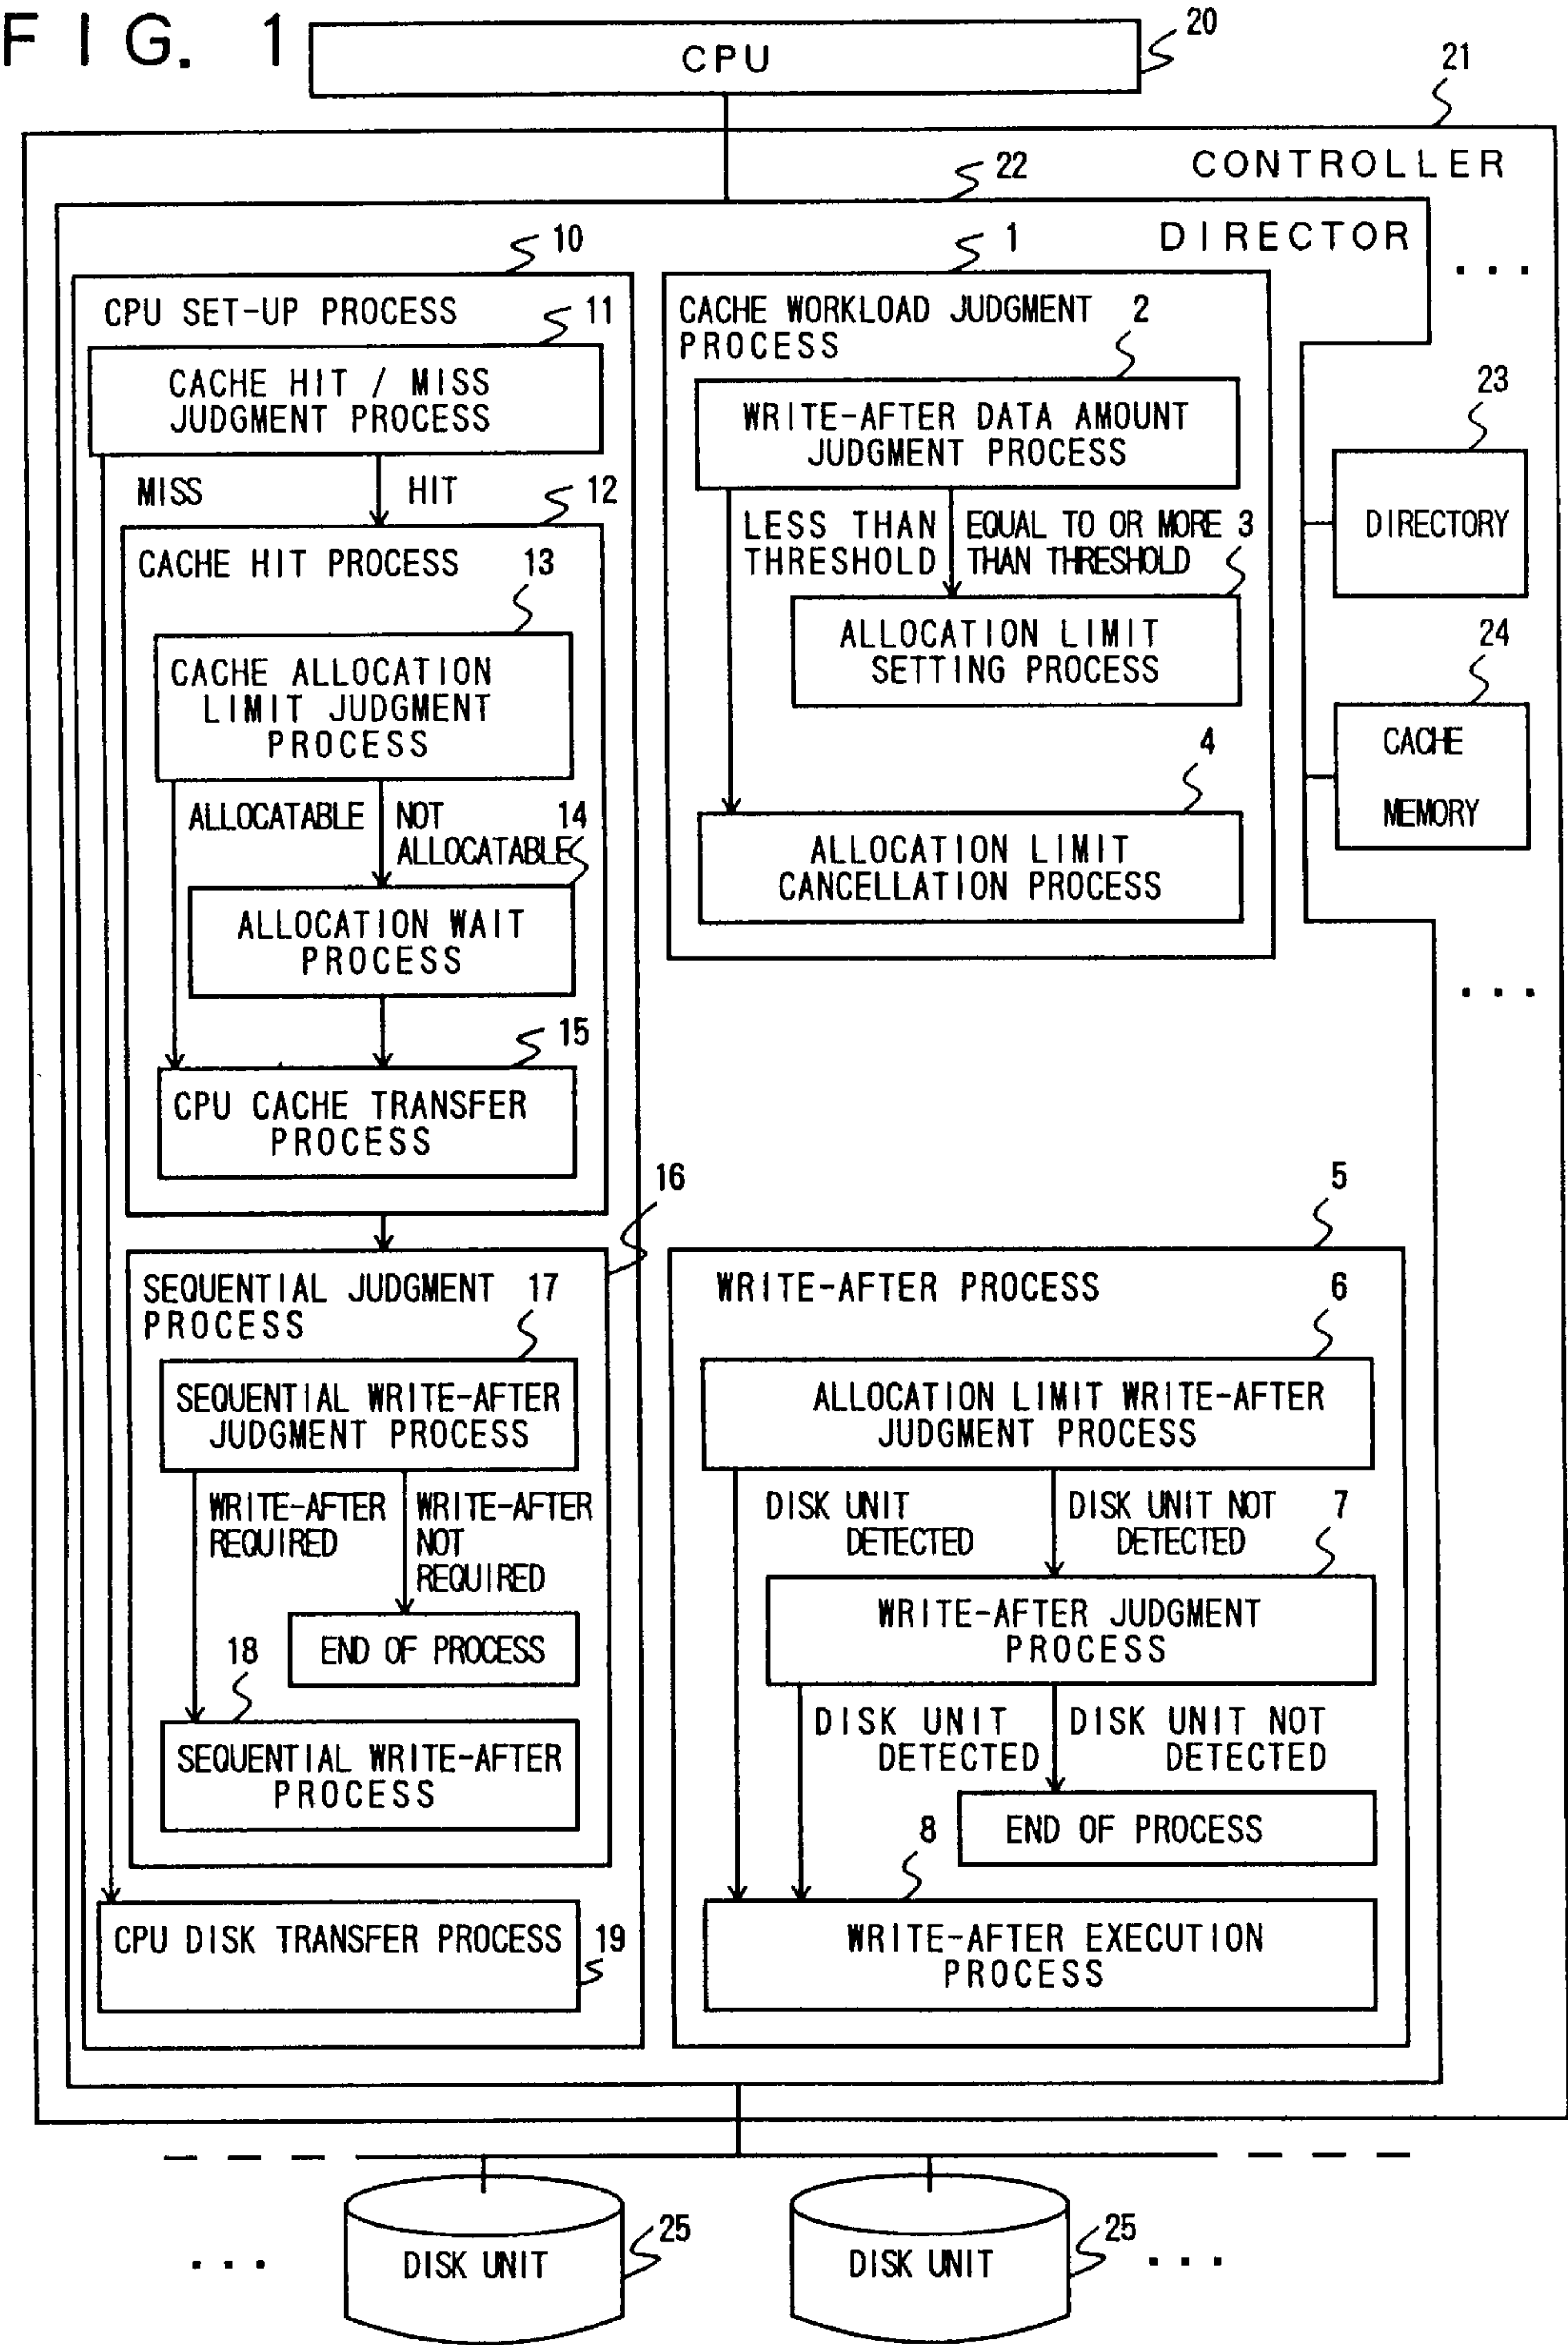 FIG. 1
CPU
20
21
CONTROLLER
22
DIRECTOR
10
CPU SET-UP PROCESS
11
CACHE HIT / MISS
JUDGMENT PROCESS
MISS
HIT
12
CACHE HIT PROCESS
13
CACHE ALLOCATION
LIMIT JUDGMENT
PROCESS
ALLOCATABLE
NOT
ALLOCATABLE
14
ALLOCATION WAIT
PROCESS
15
CPU CACHE TRANSFER
PROCESS
16
SEQUENTIAL JUDGMENT
PROCESS
17
SEQUENTIAL WRITE-AFTER
JUDGMENT PROCESS
WRITE-AFTER
REQUIRED
WRITE-AFTER
NOT
REQUIRED
END OF PROCESS
18
SEQUENTIAL WRITE-AFTER
PROCESS
CPU DISK TRANSFER PROCESS
19
1
CACHE WORKLOAD JUDGMENT
PROCESS
2
WRITE-AFTER DATA AMOUNT
JUDGMENT PROCESS
LESS THAN
THRESHOLD
EQUAL TO OR MORE
THAN THRESHOLD
3
ALLOCATION LIMIT
SETTING PROCESS
4
ALLOCATION LIMIT
CANCELLATION PROCESS
5
WRITE-AFTER PROCESS
6
ALLOCATION LIMIT WRITE-AFTER
JUDGMENT PROCESS
DISK UNIT
DETECTED
DISK UNIT NOT
DETECTED
7
WRITE-AFTER JUDGMENT
PROCESS
DISK UNIT
DETECTED
DISK UNIT NOT
DETECTED
END OF PROCESS
8
WRITE-AFTER EXECUTION
PROCESS
...
23
DIRECTORY
24
CACHE
MEMORY
...
...
DISK UNIT
25
DISK UNIT
25
...